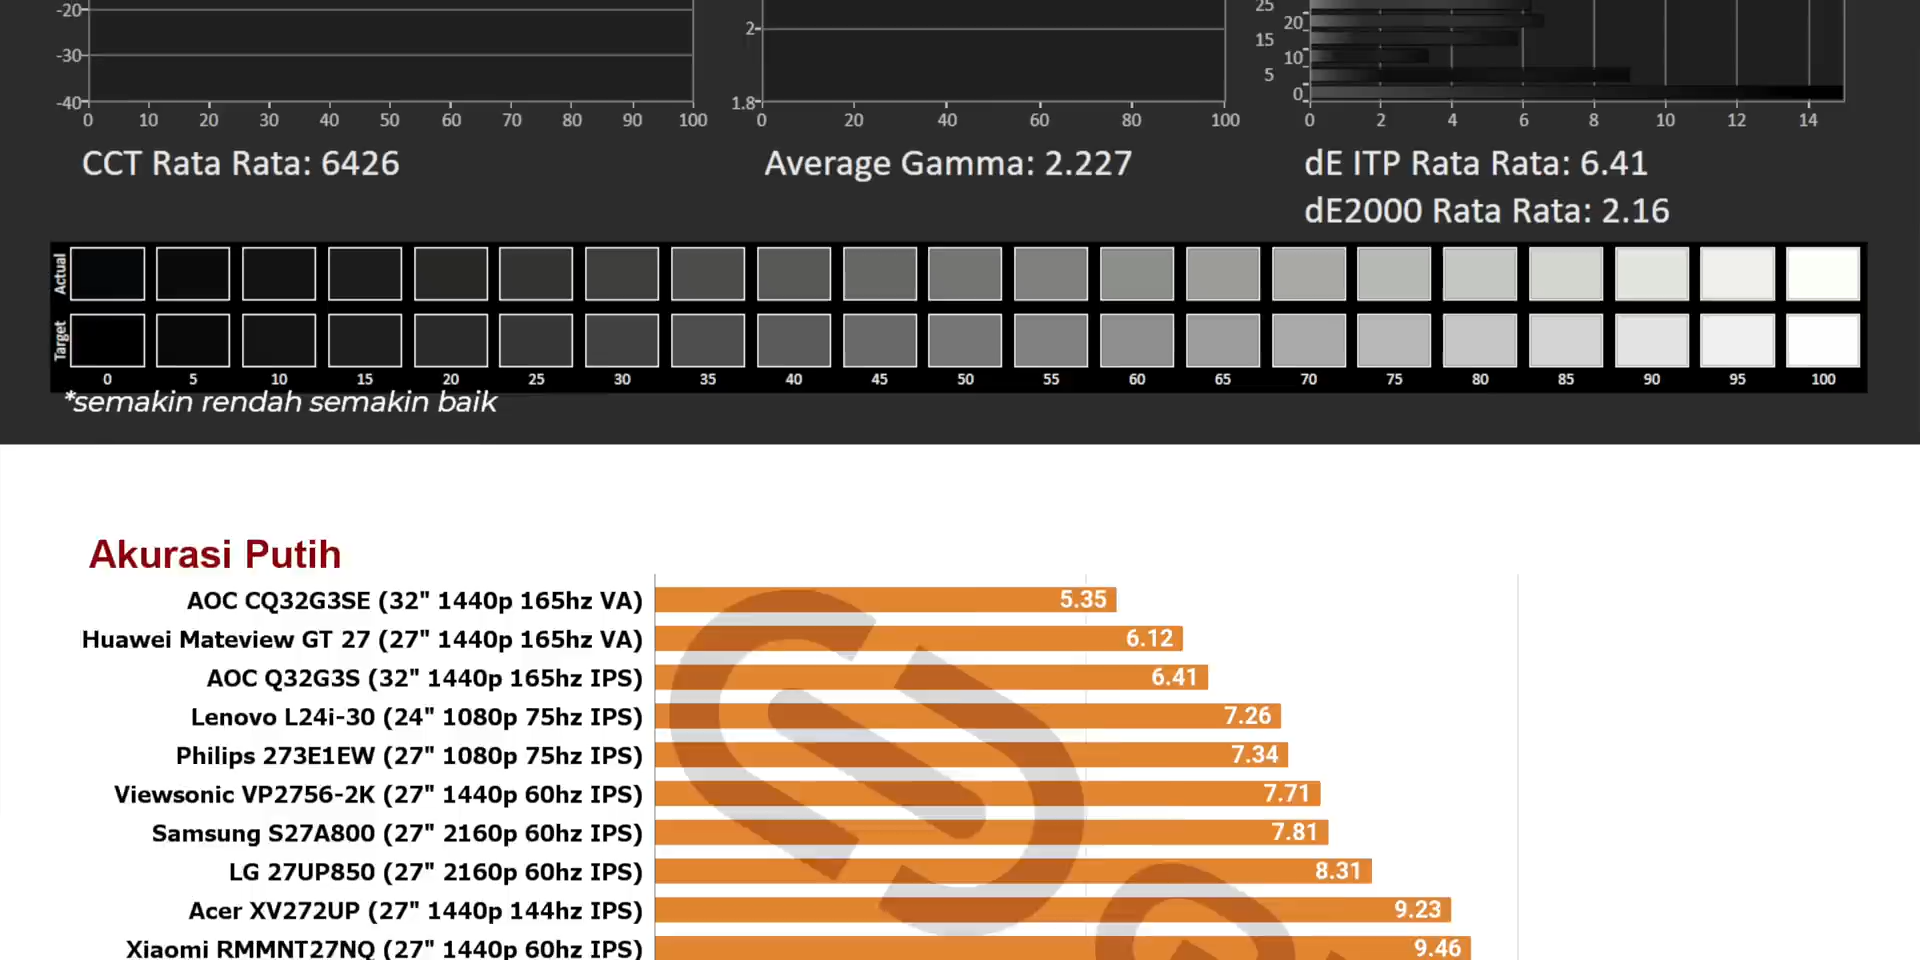 -20
-30
-40
0 10 20 30 40 50 60 70 80 90 100
2
1.8
0 20 40 60 80 100
25
20
15
10
5
0
0 2 4 6 8 10 12 14
CCT Rata Rata: 6426
Average Gamma: 2.227
dE ITP Rata Rata: 6.41
dE2000 Rata Rata: 2.16
Actual
Target
0 5 10 15 20 25 30 35 40 45 50 55 60 65 70 75 80 85 90 95 100
*semakin rendah semakin baik
Akurasi Putih
AOC CQ32G3SE (32" 1440p 165hz VA) 5.35
Huawei Mateview GT 27 (27" 1440p 165hz VA) 6.12
AOC Q32G3S (32" 1440p 165hz IPS) 6.41
Lenovo L24i-30 (24" 1080p 75hz IPS) 7.26
Philips 273E1EW (27" 1080p 75hz IPS) 7.34
Viewsonic VP2756-2K (27" 1440p 60hz IPS) 7.71
Samsung S27A800 (27" 2160p 60hz IPS) 7.81
LG 27UP850 (27" 2160p 60hz IPS) 8.31
Acer XV272UP (27" 1440p 144hz IPS) 9.23
Xiaomi RMMNT27NQ (27" 1440p 60hz IPS) 9.46